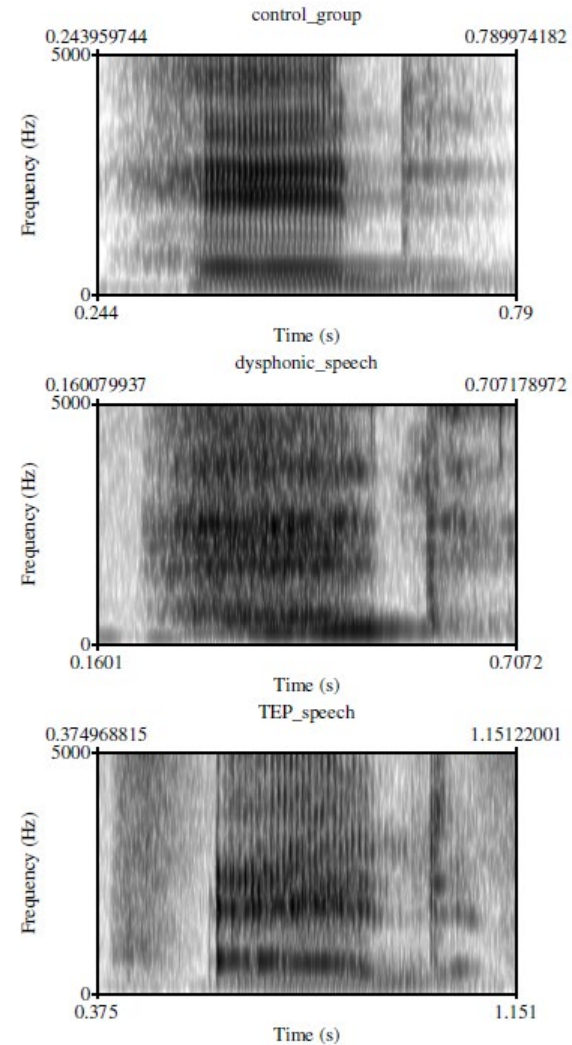 control_group
0.243959744 0.789974182
5000
Frequency (Hz)
0
0.244 0.79
Time (s)
dysphonic_speech
0.160079937 0.707178972
5000
Frequency (Hz)
0
0.1601 0.7072
Time (s)
TEP_speech
0.374968815 1.15122001
5000
Frequency (Hz)
0
0.375 1.151
Time (s)